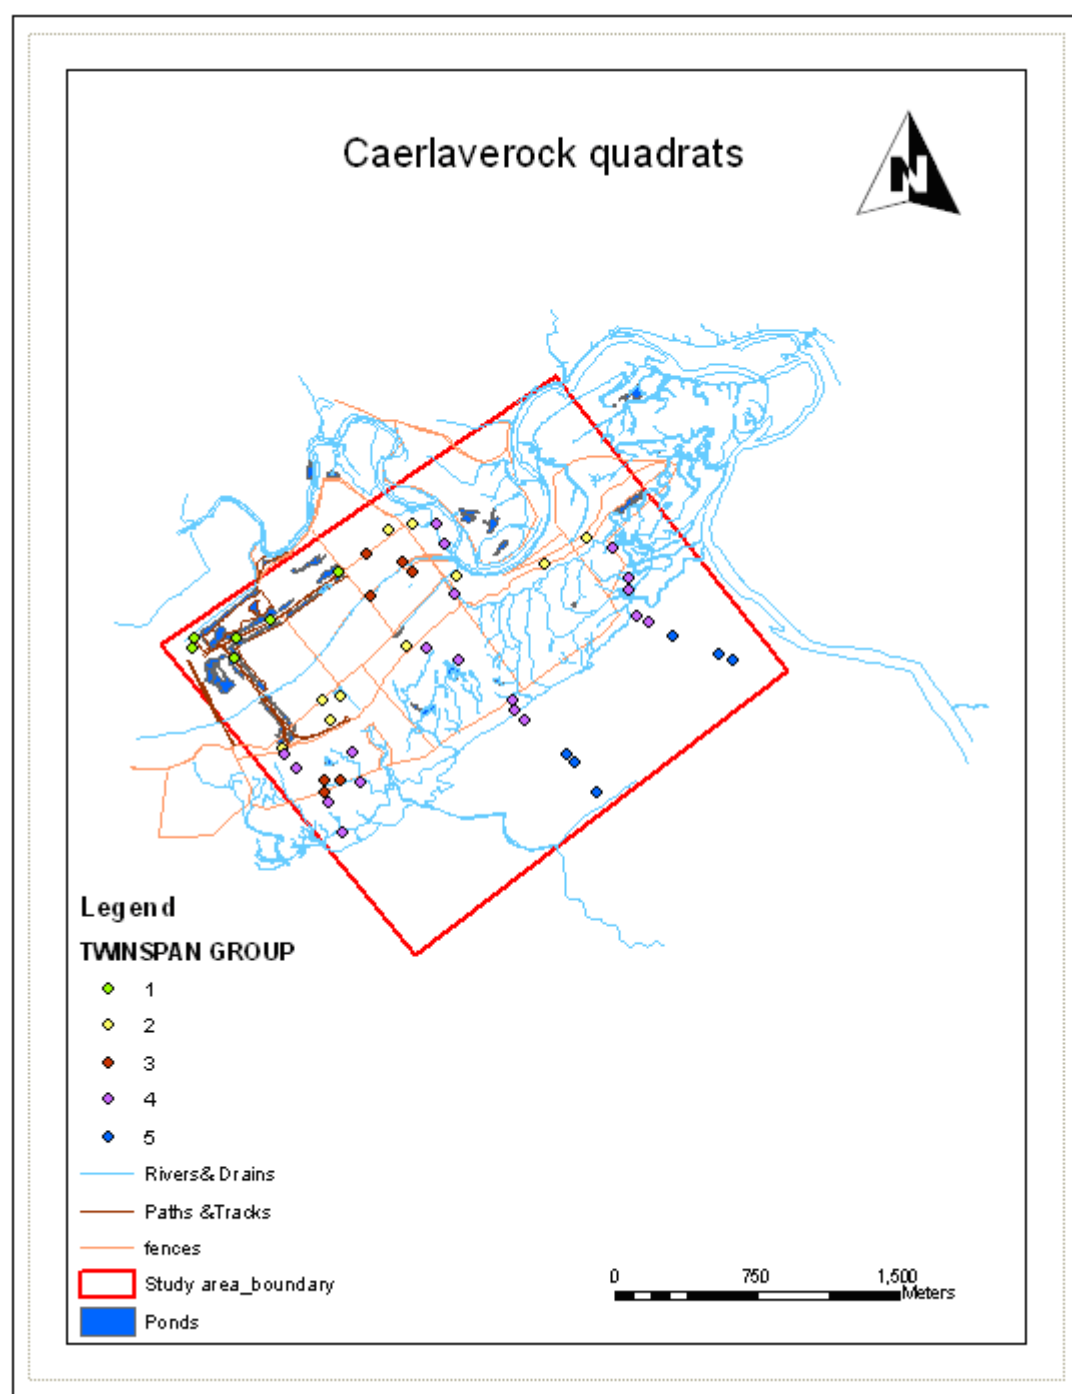 Caerlaverock quadrats
N
Legend
TWINSPAN GROUP
1
2
3
4
5
Rivers& Drains
Paths &Tracks
fences
Study area_boundary
Ponds
0 750 1,500
Meters